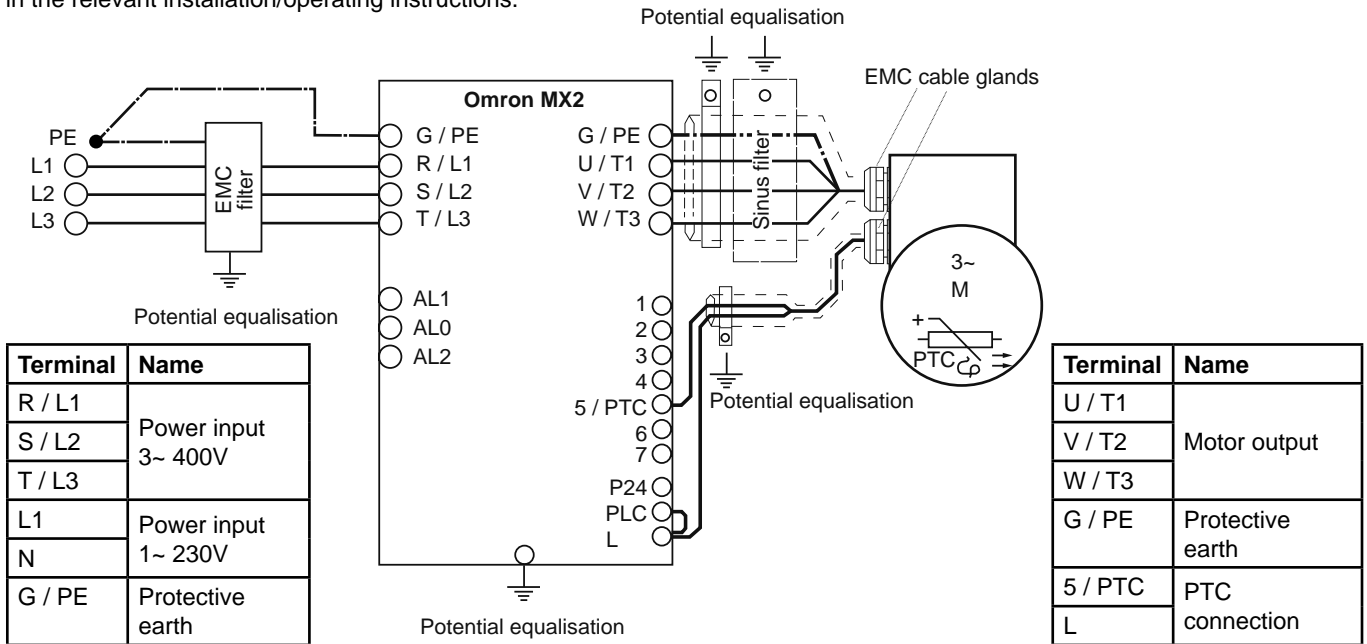 in the relevant installation/operating instructions.
Potential equalisation
EMC cable glands
Omron MX2
PE
L1
L2
L3
EMC
filter
Potential equalisation
G / PE
R / L1
S / L2
T / L3
AL1
AL0
AL2
G / PE
U / T1
V / T2
W / T3
1
2
3
4
5 / PTC
6
7
P24
PLC
L
Sinus filter
Potential equalisation
3~
M
+
PTC
Potential equalisation
Terminal Name
R / L1
S / L2
T / L3
Power input
3~ 400V
L1
N
Power input
1~ 230V
G / PE Protective
earth
Terminal Name
U / T1
V / T2
W / T3
Motor output
G / PE Protective
earth
5 / PTC
L
PTC
connection